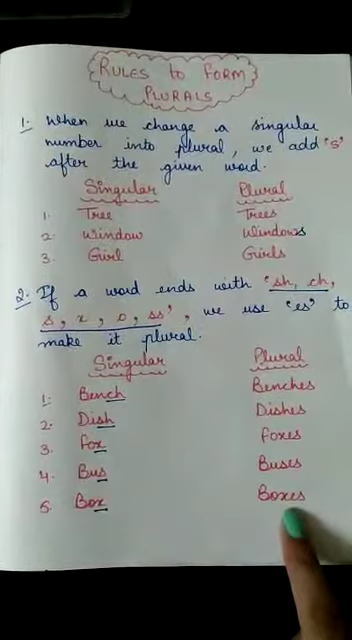 RULES to FORM
PLURALS
1. When we change a singular
number into plural, we add 's'
after the given word.
Singular Plural
1. Tree Trees
2. Window Windows
3. Girl Girls
2. If a word ends with 'sh, ch,
s, x, o, ss', we use 'es' to
make it plural.
Singular Plural
1. Bench Benches
2. Dish Dishes
3. Fox Foxes
4. Bus Buses
5. Box Boxes